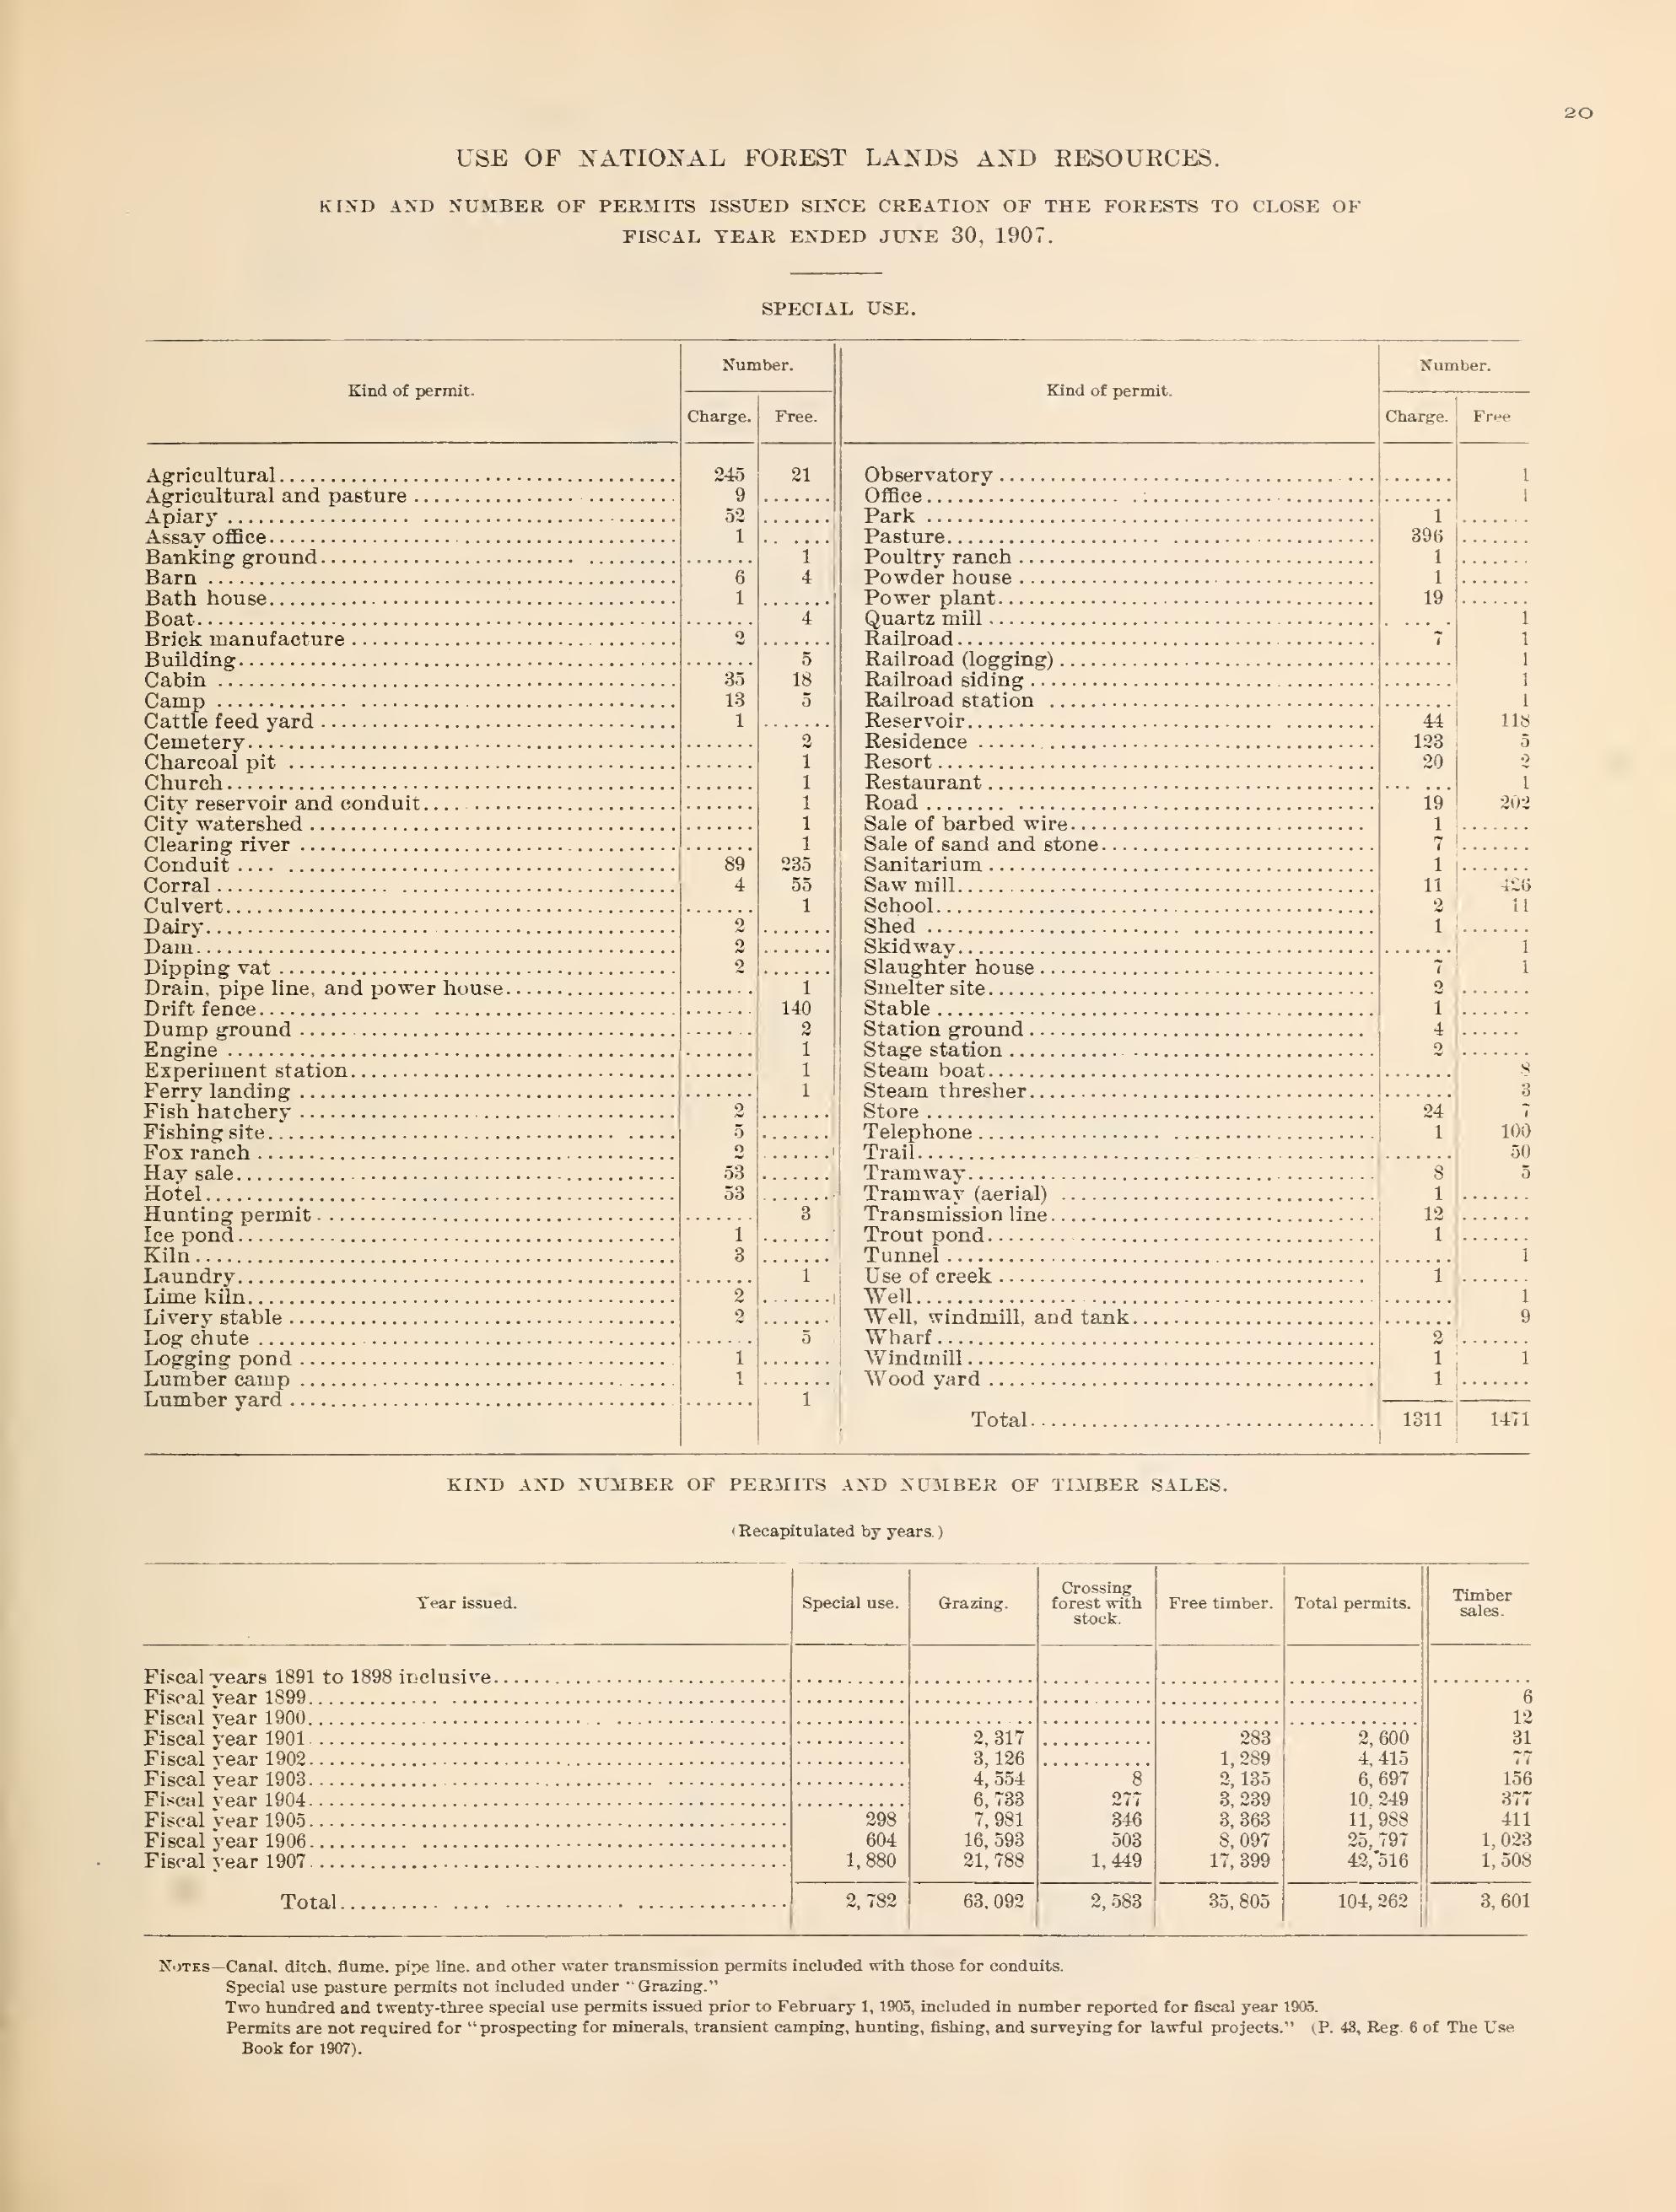 20
USE OF NATIONAL FOREST LANDS AND RESOURCES.
KIND AND NUMBER OF PERMITS ISSUED SINCE CREATION OF THE FORESTS TO CLOSE OF
FISCAL YEAR ENDED JUNE 30, 1907.
SPECIAL USE.
Kind of permit. Number. Charge. Free.
Agricultural 245 21
Agricultural and pasture 9
Apiary 52
Assay office 1
Banking ground 1
Barn 6 4
Bath house 1
Boat 4
Brick manufacture 2
Building 5
Cabin 35 18
Camp 13 5
Cattle feed yard 1
Cemetery 2
Charcoal pit 1
Church 1
City reservoir and conduit 1
City watershed 1
Clearing river 1
Conduit 89 235
Corral 4 55
Culvert 1
Dairy 2
Dam 2
Dipping vat 2
Drain, pipe line, and power house 1
Drift fence 140
Dump ground 2
Engine 1
Experiment station 1
Ferry landing 1
Fish hatchery 2
Fishing site 5
Fox ranch 2
Hay sale 53
Hotel 53
Hunting permit 3
Ice pond 1
Kiln 3
Laundry 1
Lime kiln 2
Livery stable 2
Log chute 5
Logging pond 1
Lumber camp 1
Lumber yard 1
Kind of permit. Number. Charge. Free
Observatory 1
Office 1
Park 1
Pasture 396
Poultry ranch 1
Powder house 1
Power plant 19
Quartz mill 1
Railroad 7 1
Railroad (logging) 1
Railroad siding 1
Railroad station 1
Reservoir 44 118
Residence 123 5
Resort 20 2
Restaurant 1
Road 19 202
Sale of barbed wire 1
Sale of sand and stone 7
Sanitarium 1
Saw mill 11 426
School 2 11
Shed 1
Skidway 1
Slaughter house 7 1
Smelter site 2
Stable 1
Station ground 4
Stage station 2
Steam boat 8
Steam thresher 3
Store 24 7
Telephone 1 100
Trail 50
Tramway 8 5
Tramway (aerial) 1
Transmission line 12
Trout pond 1
Tunnel 1
Use of creek 1
Well 1
Well, windmill, and tank 9
Wharf 2
Windmill 1 1
Wood yard 1
Total 1311 1471
KIND AND NUMBER OF PERMITS AND NUMBER OF TIMBER SALES.
(Recapitulated by years.)
Year issued. Special use. Grazing. Crossing forest with stock. Free timber. Total permits. Timber sales.
Fiscal years 1891 to 1898 inclusive
Fiscal year 1899 6
Fiscal year 1900 12
Fiscal year 1901 2,317 283 2,600 31
Fiscal year 1902 3,126 1,289 4,415 77
Fiscal year 1903 4,554 8 2,135 6,697 156
Fiscal year 1904 6,733 277 3,239 10,249 377
Fiscal year 1905 298 7,981 346 3,363 11,988 411
Fiscal year 1906 604 16,593 503 8,097 25,797 1,023
Fiscal year 1907 1,880 21,788 1,449 17,399 42,516 1,508
Total 2,782 63,092 2,583 35,805 104,262 3,601
NOTES—Canal, ditch, flume, pipe line, and other water transmission permits included with those for conduits.
Special use pasture permits not included under "Grazing."
Two hundred and twenty-three special use permits issued prior to February 1, 1905, included in number reported for fiscal year 1905.
Permits are not required for "prospecting for minerals, transient camping, hunting, fishing, and surveying for lawful projects." (P. 43, Reg. 6 of The Use
Book for 1907).